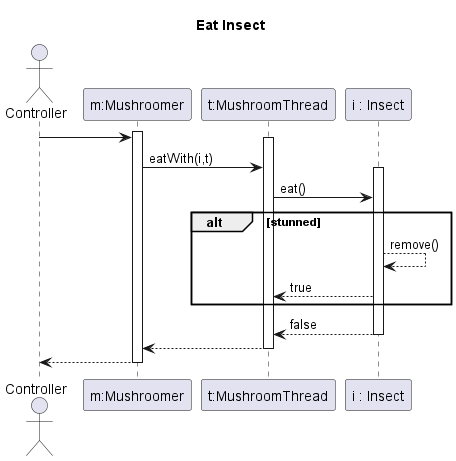 Eat Insect
Controller
m:Mushroomer
t:MushroomThread
i : Insect
eatWith(i,t)
eat()
alt
[stunned]
remove()
true
false
Controller
m:Mushroomer
t:MushroomThread
i : Insect